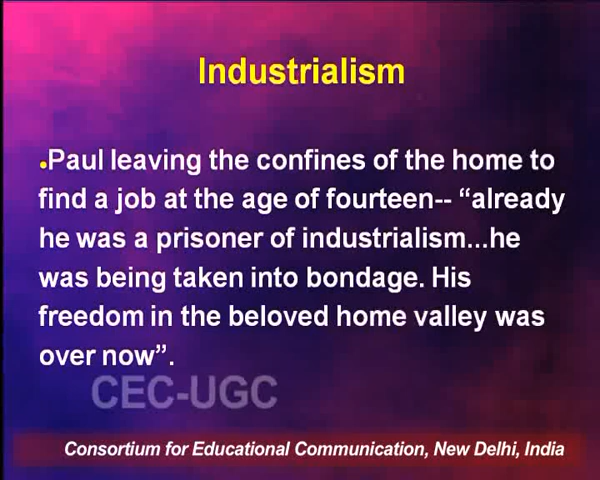 Industrialism
•Paul leaving the confines of the home to
find a job at the age of fourteen-- “already
he was a prisoner of industrialism...he
was being taken into bondage. His
freedom in the beloved home valley was
over now”.
CEC-UGC
Consortium for Educational Communication, New Delhi, India